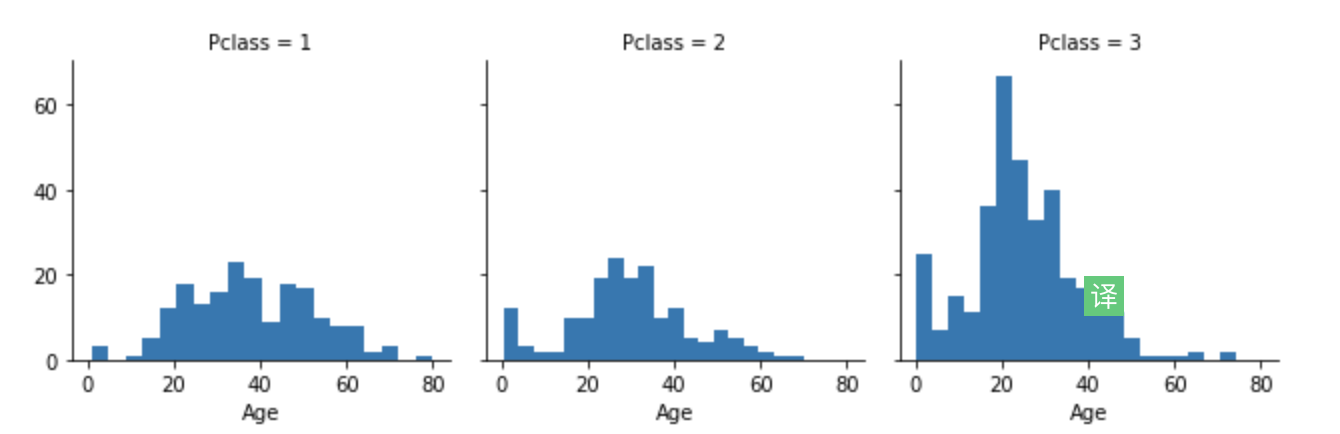 Pclass = 1
Pclass = 2
Pclass = 3
60
40
20
0
0 20 40 60 80
0 20 40 60 80
0 20 40 60 80
Age
Age
Age
译